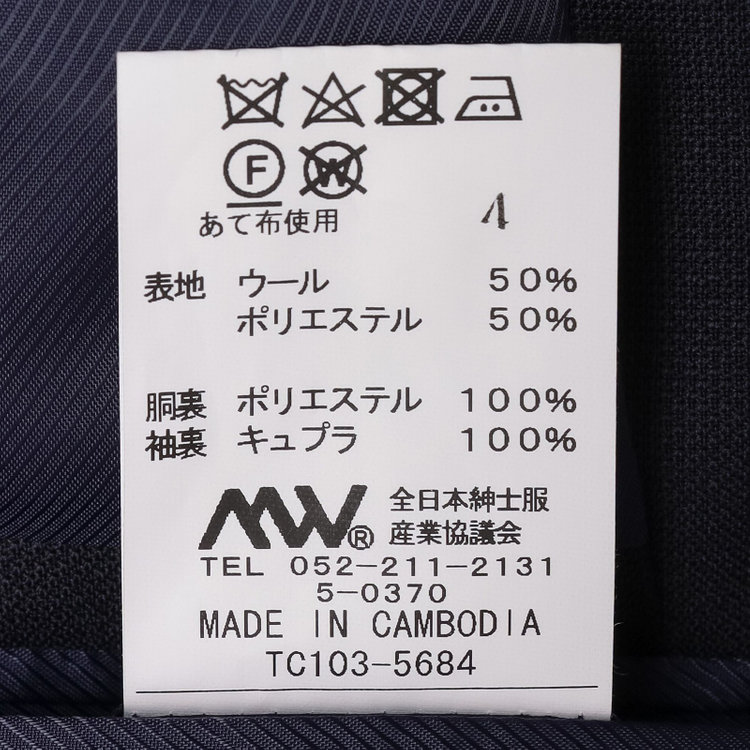 F W
あて布使用
表地 ウール 50%
ポリエステル 50%
胴裏 ポリエステル 100%
袖裏 キュプラ 100%
MW® 全日本紳士服
産業協議会
TEL 052-211-2131
5-0370
MADE IN CAMBODIA
TC103-5684